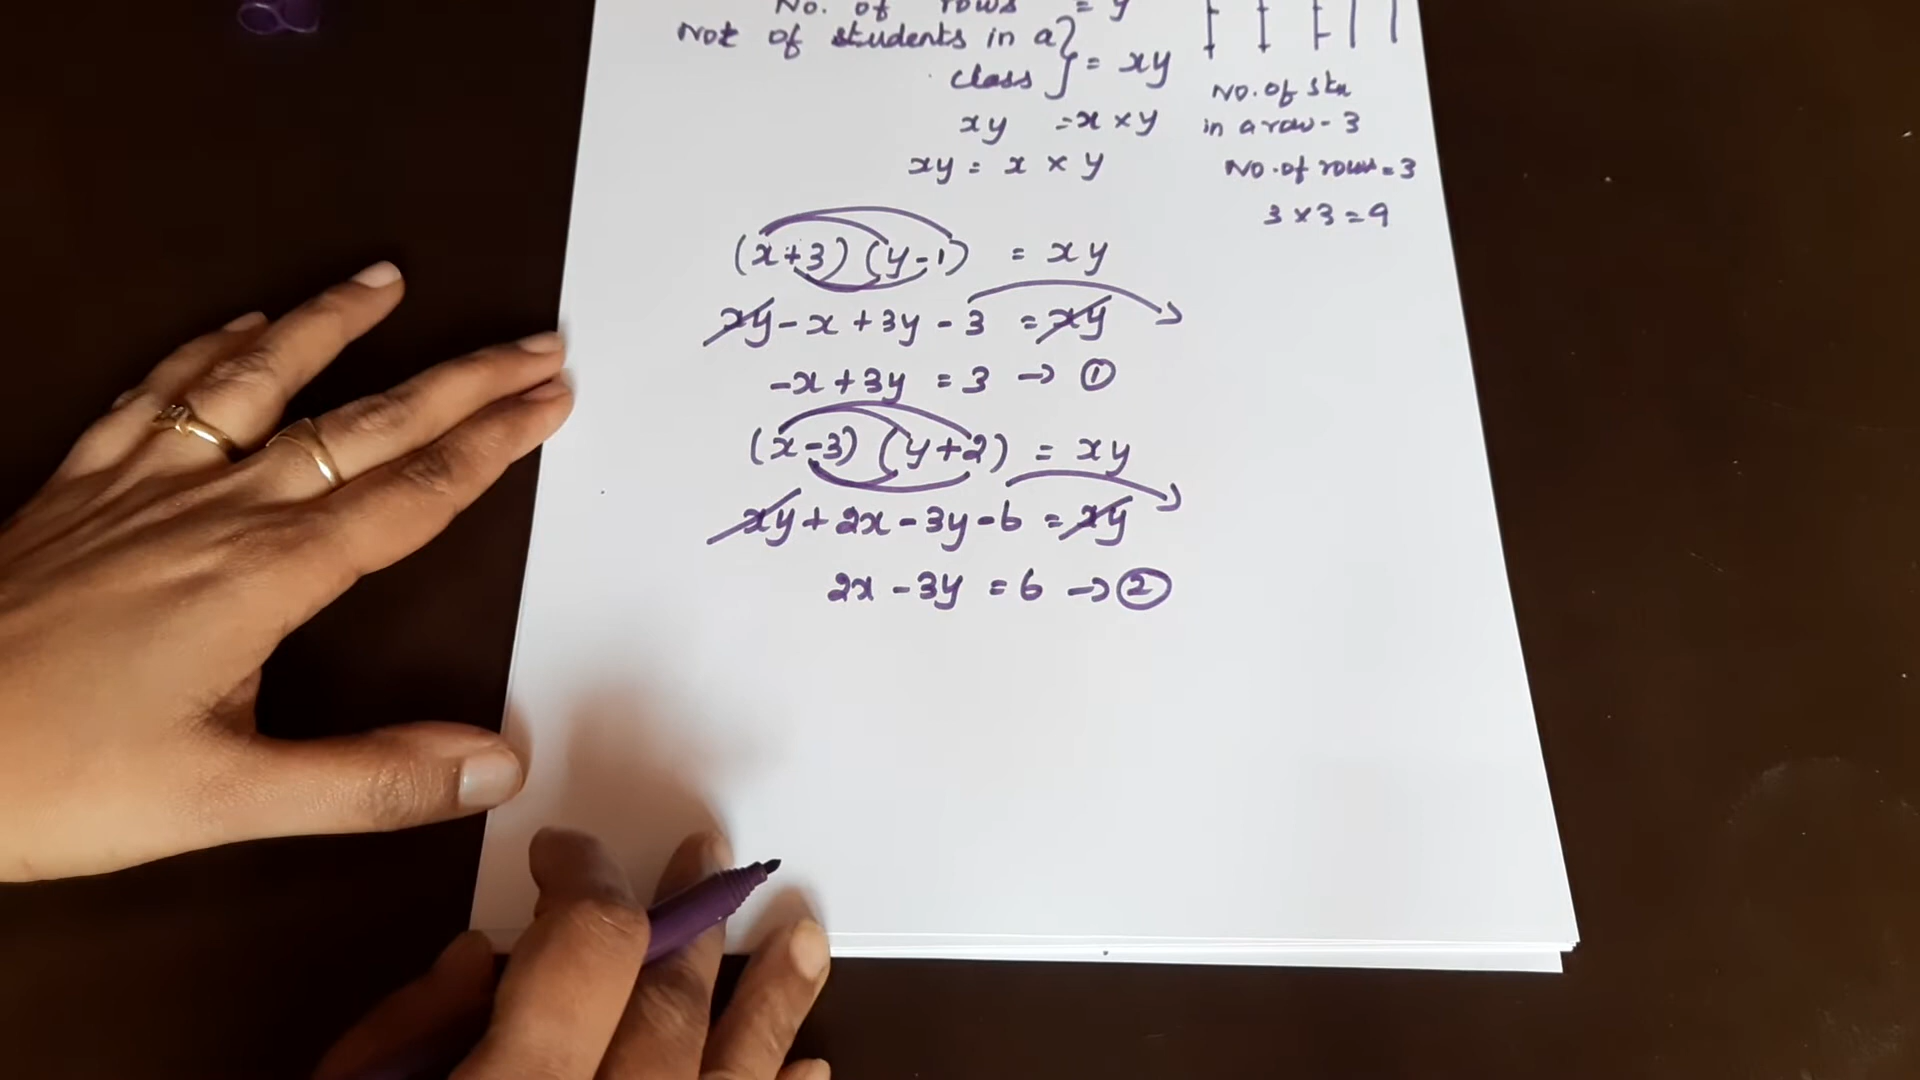 No. of rows = y
Not of students in a
class } = xy
xy = x × y
xy = x × y
(x+3) (y-1) = xy
xy - x + 3y - 3 = xy
-x + 3y = 3 → ①
(x-3) (y+2) = xy
xy + 2x - 3y - 6 = xy
2x - 3y = 6 → ②
No. of stu
in a row - 3
No. of rows = 3
3 × 3 = 9